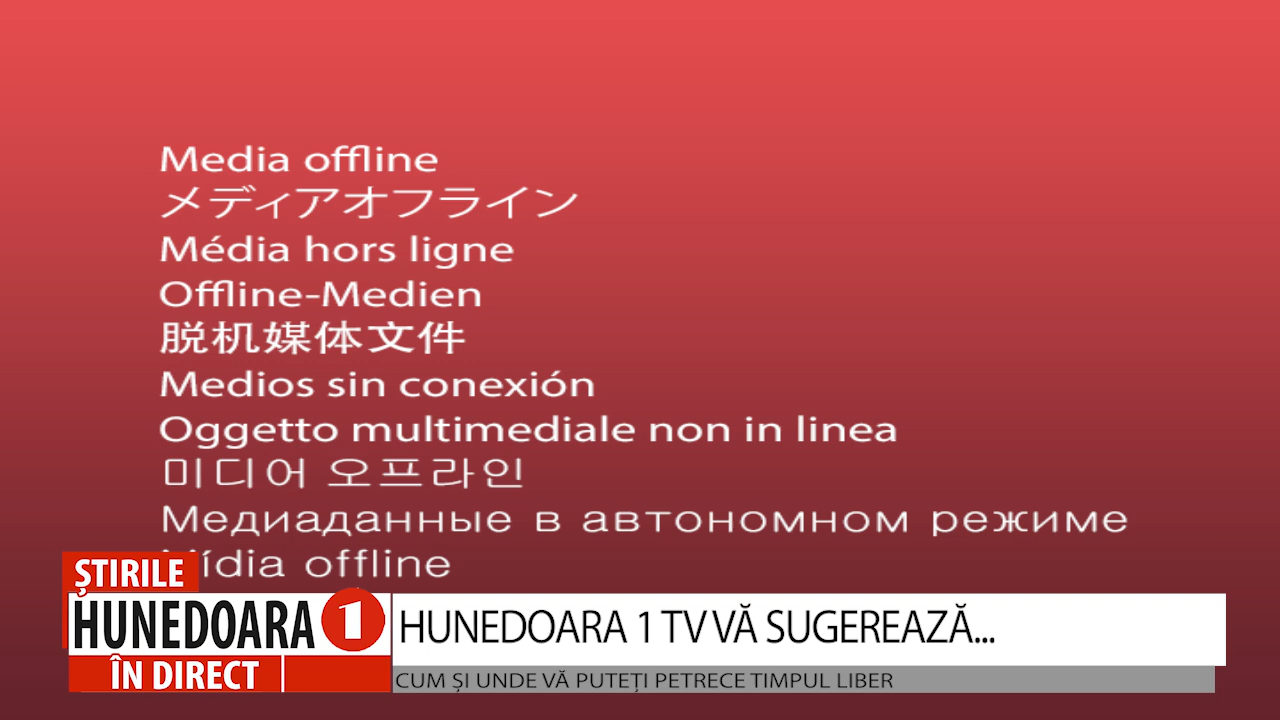 Media offline
メディアオフライン
Média hors ligne
Offline-Medien
脱机媒体文件
Medios sin conexión
Oggetto multimediale non in linea
미디어 오프라인
Медиаданные в автономном режиме
offline
ȘTIRILE
HUNEDOARA 1
ÎN DIRECT
HUNEDOARA 1 TV VĂ SUGEREAZĂ...
CUM ȘI UNDE VĂ PUTEȚI PETRECE TIMPUL LIBER